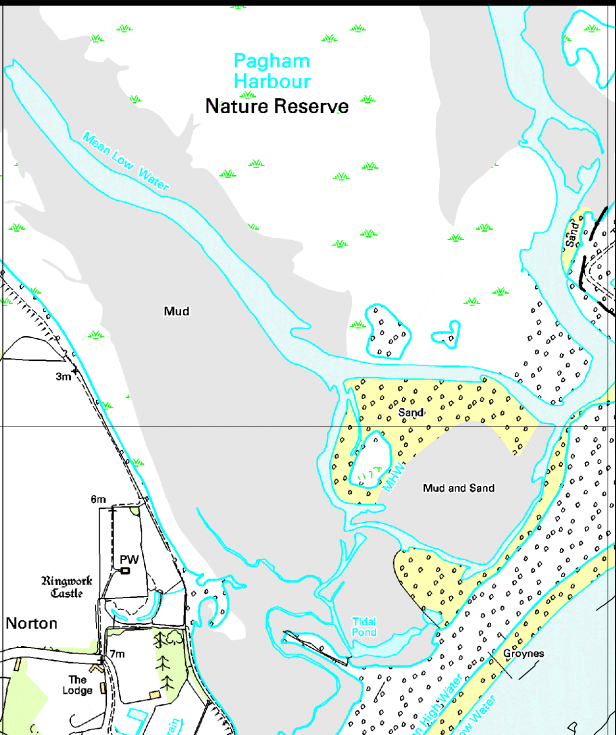 Pagham
Harbour
Nature Reserve
Mean Low Water
Sand
Mud
3m
Sand
MHW
Mud and Sand
6m
PW
Ringwork
Castle
Norton
Tidal
Pond
7m
Groynes
The
Lodge
High Water
Water